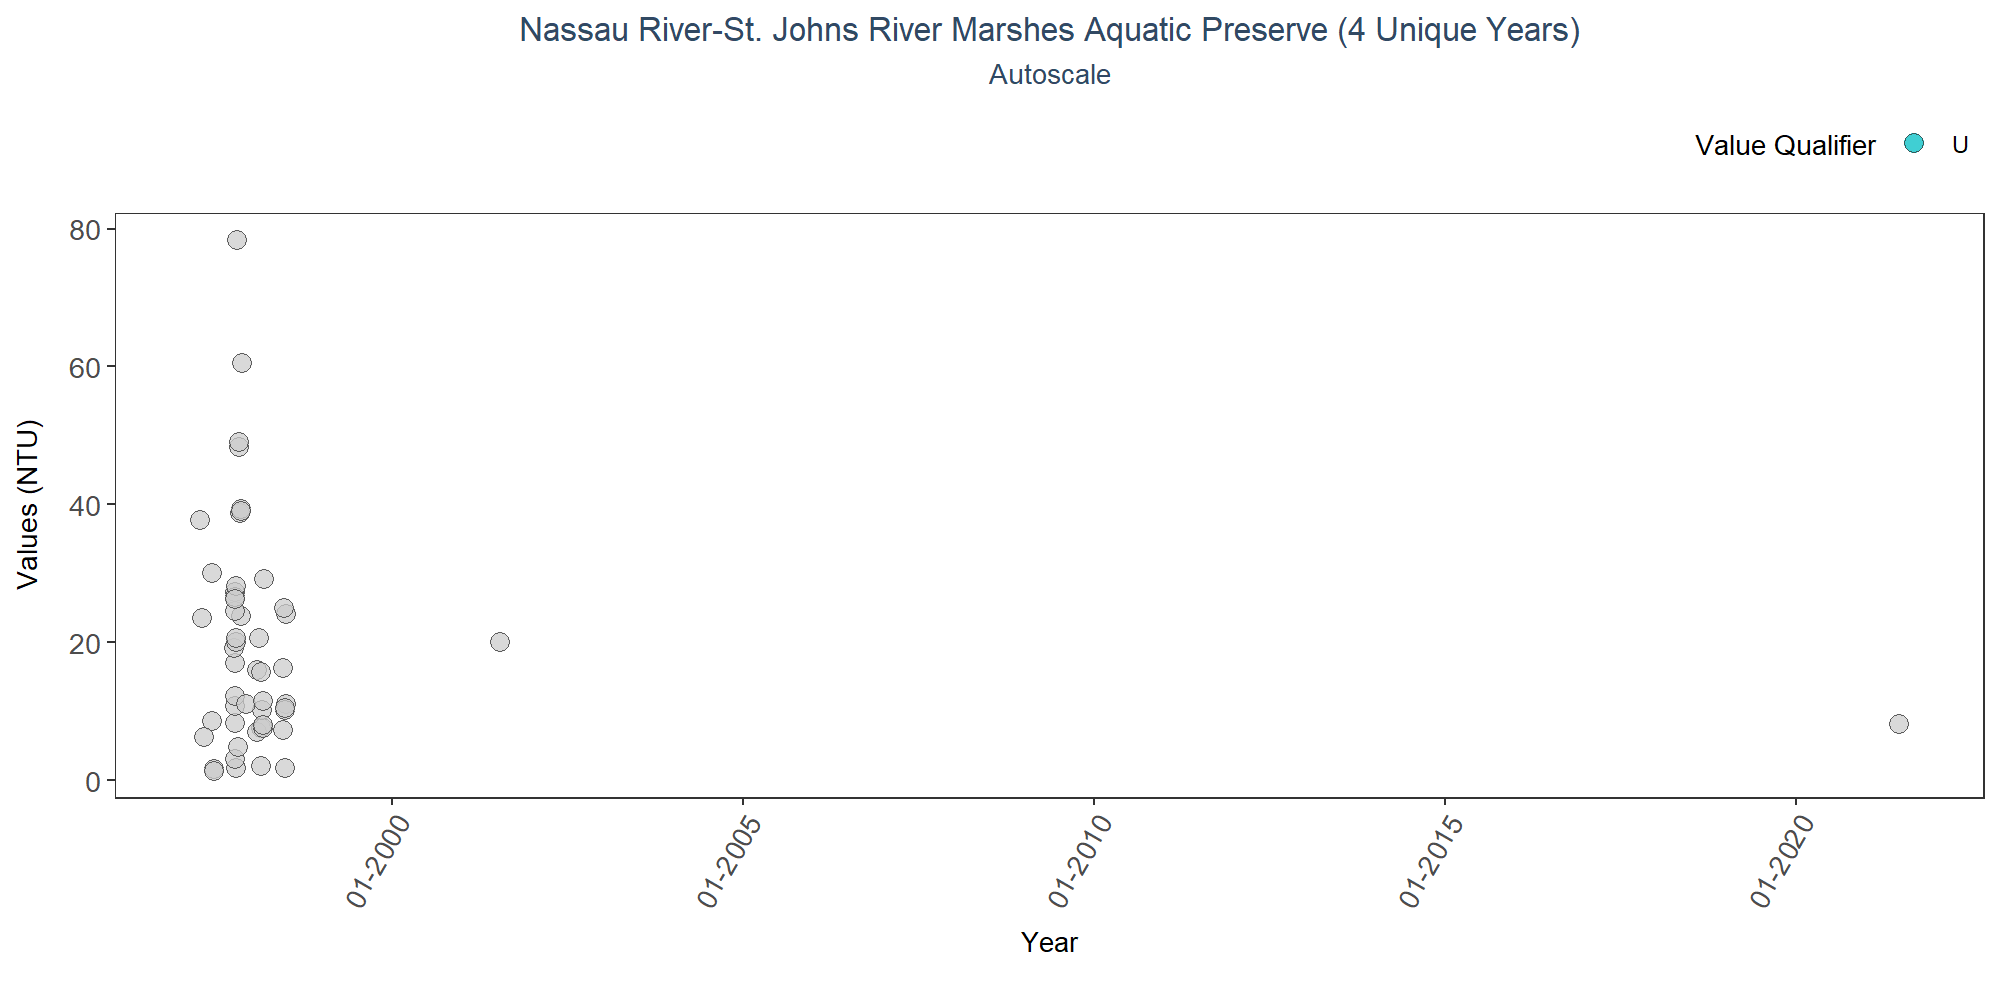 Nassau River-St. Johns River Marshes Aquatic Preserve (4 Unique Years)
Autoscale
Value Qualifier U
Values (NTU)
80
60
40
20
0
01-2000 01-2005 01-2010 01-2015 01-2020
Year